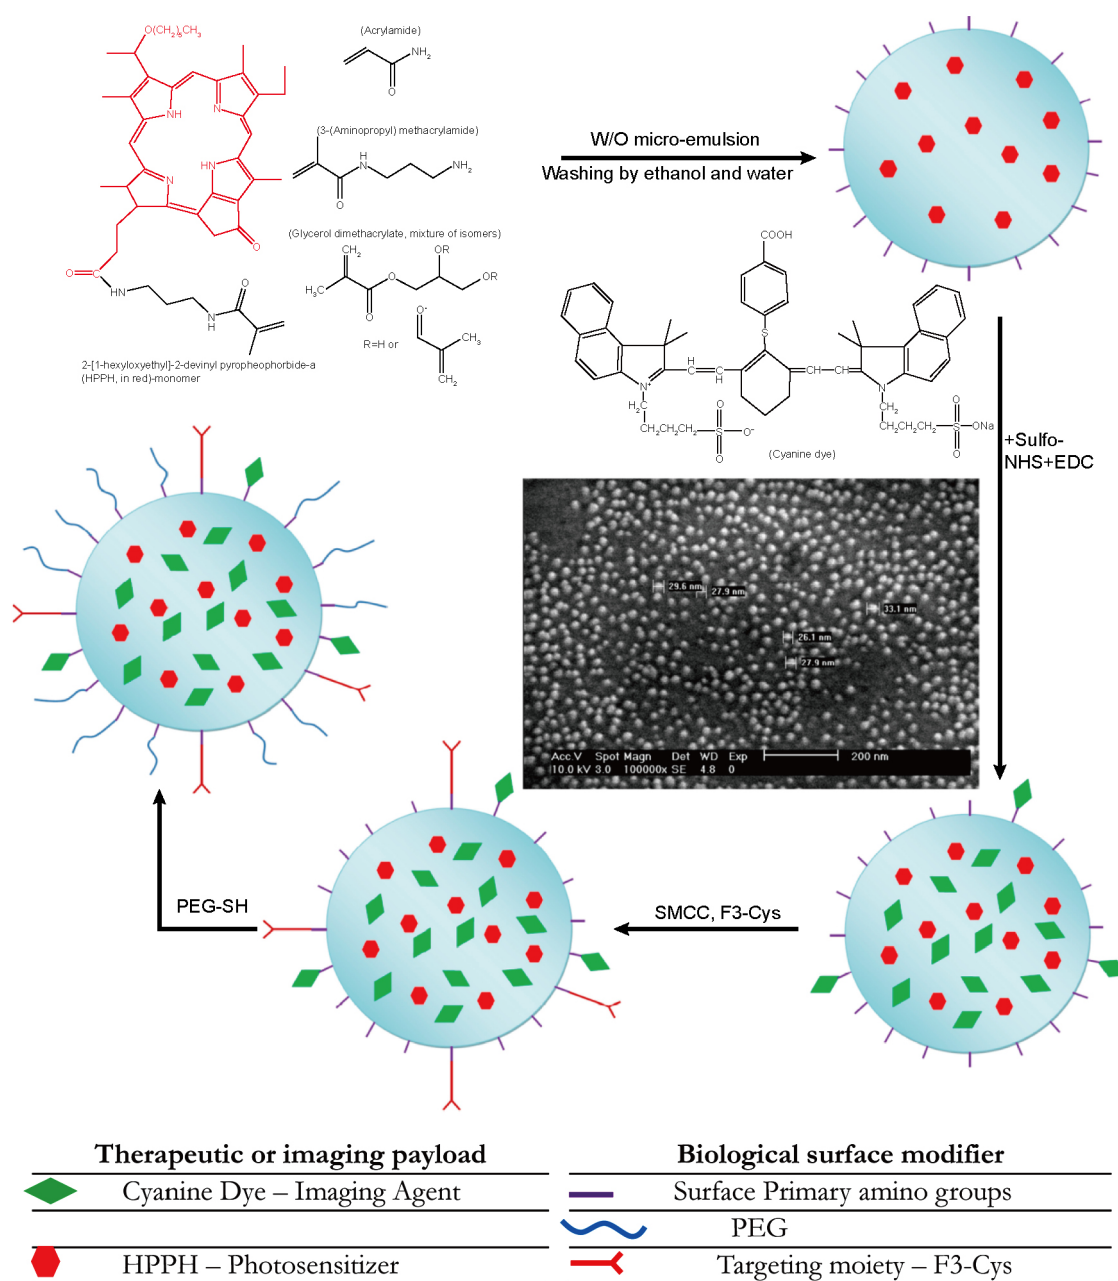 O(CH2)5CH3
NH
N
HN
N
O
O
HN
NH
O
2-[1-hexyloxyethyl]-2-devinyl pyropheophorbide-a
(HPPH, in red)-monomer
(Acrylamide)
NH2
O
(3-(Aminopropyl) methacrylamide)
H
N
NH2
O
(Glycerol dimethacrylate, mixture of isomers)
CH2
OR
O
OR
H3C
O
R=H or
O-
CH3
CH2
W/O micro-emulsion
Washing by ethanol and water
COOH
S
H
H
N+
N
H2C
CH2CH2CH2
O
S
O-
O
CH2
CH2CH2CH2
O
S
ONa
O
(Cyanine dye)
+Sulfo-
NHS+EDC
29.6 nm
27.9 nm
33.1 nm
26.1 nm
27.9 nm
Acc.V Spot Magn Det WD Exp 200 nm
10.0 kV 3.0 100000x SE 4.8 0
PEG-SH
SMCC, F3-Cys
Therapeutic or imaging payload
Cyanine Dye – Imaging Agent
HPPH – Photosensitizer
Biological surface modifier
Surface Primary amino groups
PEG
Targeting moiety – F3-Cys